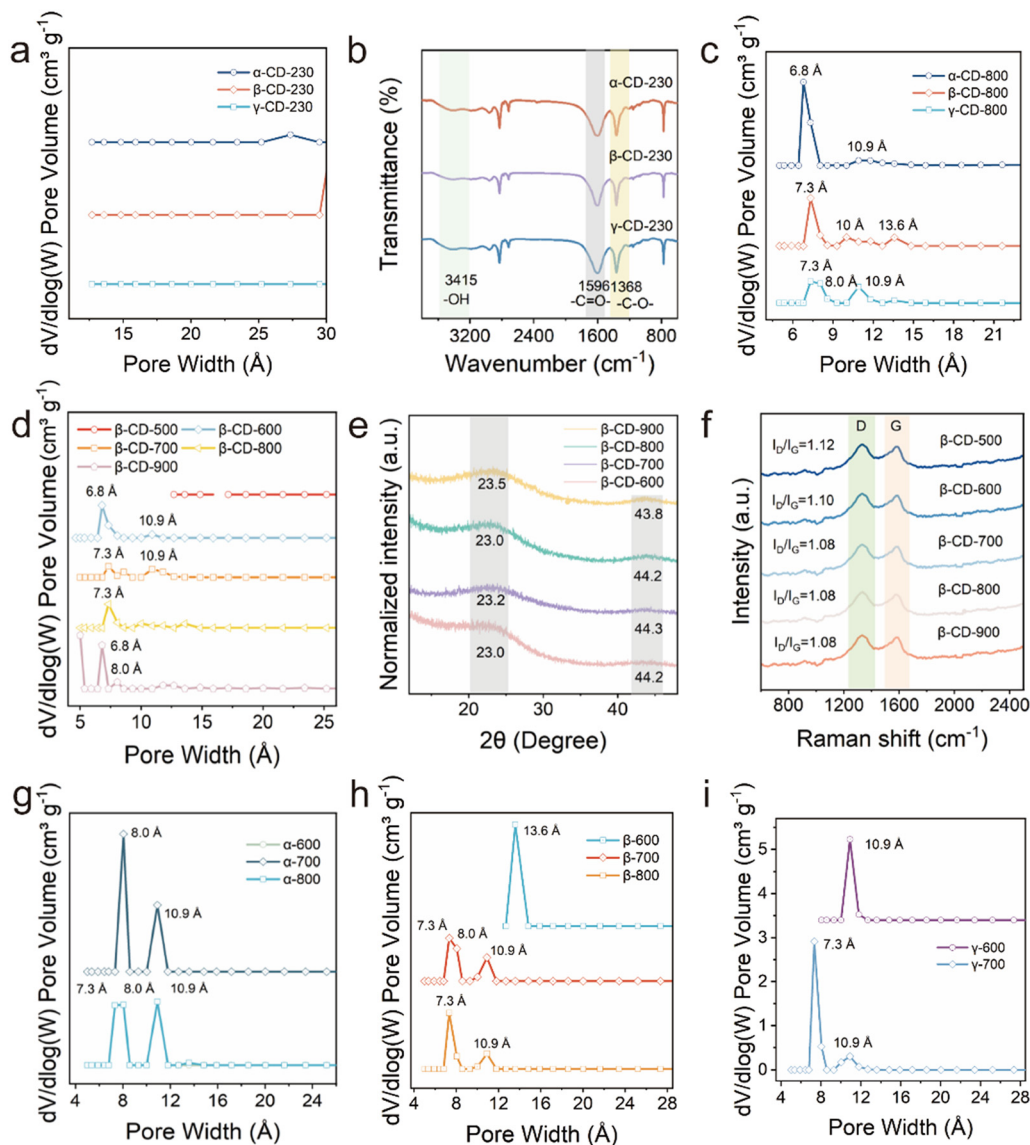 a
dV/dlog(W) Pore Volume (cm³ g⁻¹)
α-CD-230
β-CD-230
γ-CD-230
15 20 25 30
Pore Width (Å)
b
Transmittance (%)
α-CD-230
β-CD-230
γ-CD-230
3415
-OH
1596
-C=O-
1368
-C-O-
3200 2400 1600 800
Wavenumber (cm⁻¹)
c
dV/dlog(W) Pore Volume (cm³ g⁻¹)
α-CD-800
β-CD-800
γ-CD-800
6.8 Å
10.9 Å
7.3 Å
10 Å
13.6 Å
7.3 Å
8.0 Å
10.9 Å
6 9 12 15 18 21
Pore Width (Å)
d
dV/dlog(W) Pore Volume (cm³ g⁻¹)
β-CD-500
β-CD-600
β-CD-700
β-CD-800
β-CD-900
6.8 Å
10.9 Å
7.3 Å
10.9 Å
7.3 Å
6.8 Å
8.0 Å
5 10 15 20 25
Pore Width (Å)
e
Normalized intensity (a.u.)
β-CD-900
β-CD-800
β-CD-700
β-CD-600
23.5
43.8
23.0
44.2
23.2
44.3
23.0
44.2
20 30 40
2θ (Degree)
f
Intensity (a.u.)
D
G
I_D/I_G=1.12
β-CD-500
I_D/I_G=1.10
β-CD-600
I_D/I_G=1.08
β-CD-700
I_D/I_G=1.08
β-CD-800
I_D/I_G=1.08
β-CD-900
800 1200 1600 2000 2400
Raman shift (cm⁻¹)
g
dV/dlog(W) Pore Volume (cm³ g⁻¹)
α-600
α-700
α-800
8.0 Å
10.9 Å
7.3 Å
8.0 Å
10.9 Å
4 8 12 16 20 24
Pore Width (Å)
h
dV/dlog(W) Pore Volume (cm³ g⁻¹)
β-600
β-700
β-800
13.6 Å
7.3 Å
8.0 Å
10.9 Å
7.3 Å
10.9 Å
4 8 12 16 20 24 28
Pore Width (Å)
i
dV/dlog(W) Pore Volume (cm³ g⁻¹)
5
4
3
2
1
0
10.9 Å
γ-600
γ-700
7.3 Å
10.9 Å
4 8 12 16 20 24 28
Pore Width (Å)